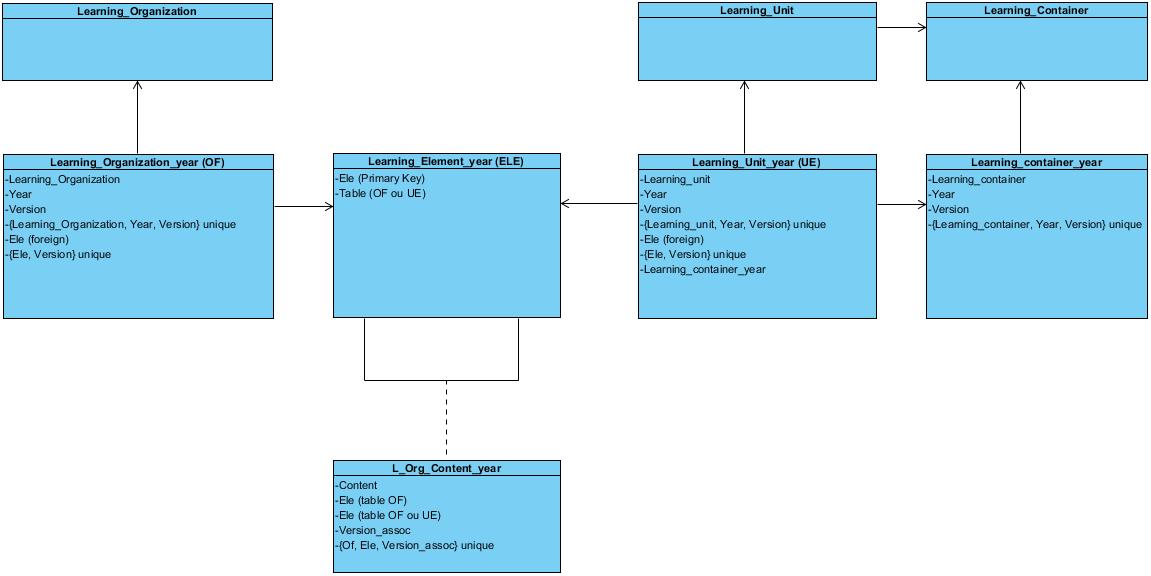 Learning_Organization
Learning_Unit
Learning_Container
Learning_Organization_year (OF)
-Learning_Organization
-Year
-Version
-{Learning_Organization, Year, Version} unique
-Ele (foreign)
-{Ele, Version} unique
Learning_Element_year (ELE)
-Ele (Primary Key)
-Table (OF ou UE)
Learning_Unit_year (UE)
-Learning_unit
-Year
-Version
-{Learning_unit, Year, Version} unique
-Ele (foreign)
-{Ele, Version} unique
-Learning_container_year
Learning_container_year
-Learning_container
-Year
-Version
-{Learning_container, Year, Version} unique
L_Org_Content_year
-Content
-Ele (table OF)
-Ele (table OF ou UE)
-Version_assoc
-{Of, Ele, Version_assoc} unique